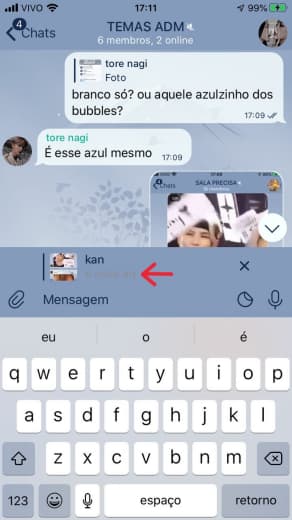 VIVO 17:11 99%
4
Chats
TEMAS ADM
6 membros, 2 online
tore nagi
Foto
branco só? ou aquele azulzinho dos
bubbles?
17:09
tore nagi
É esse azul mesmo 17:09
Chats
SALA PRECISA
kan
Mensagem
eu o é
q w e r t y u i o p
a s d f g h j k l
z x c v b n m
123 espaço retorno